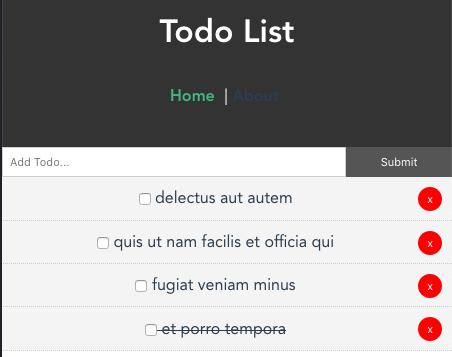 Todo List
Home | About
Add Todo... Submit
delectus aut autem x
quis ut nam facilis et officia qui x
fugiat veniam minus x
et porro tempora x